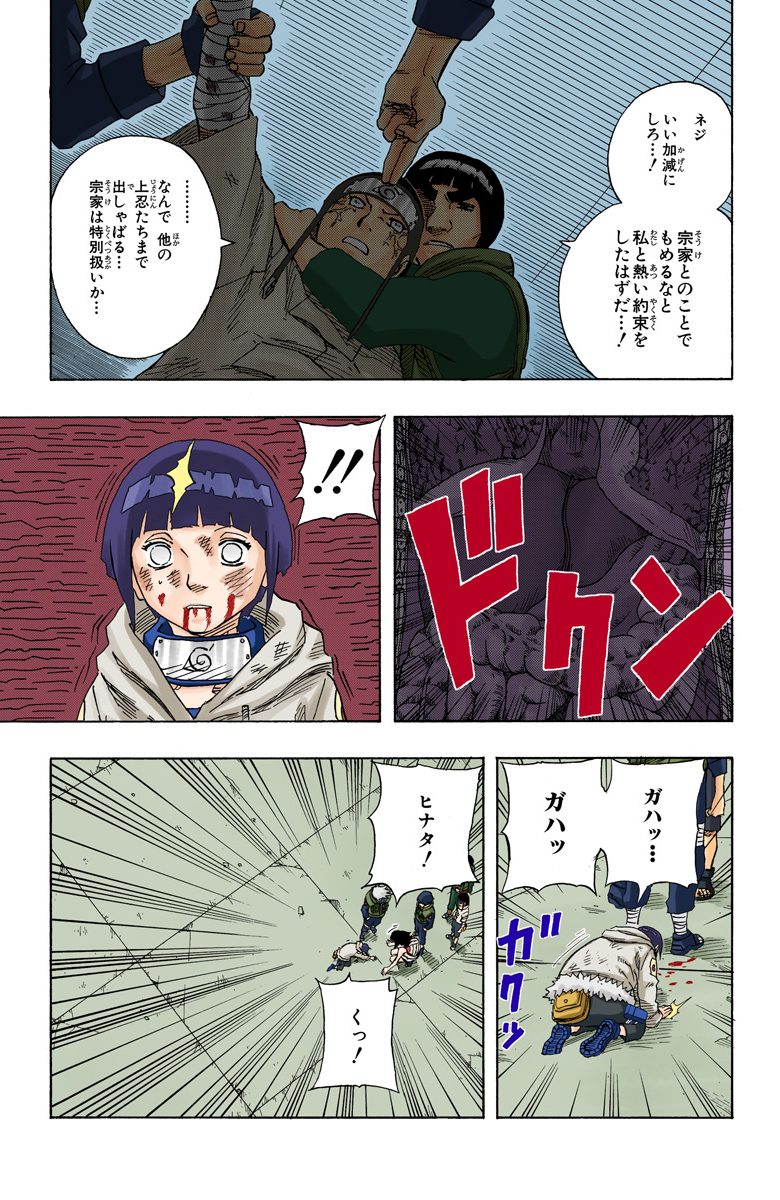 ネジ
いい加減に
しろ…!
宗家とのことで
もめるなと
私と熱い約束を
したはずだ…!
………
なんで 他の
上忍たちまで
出しゃばる…
宗家は特別扱いか…
ドクン
!!
ガハッ…
ガハッ
ガクッ
ヒナタ!
くっ!